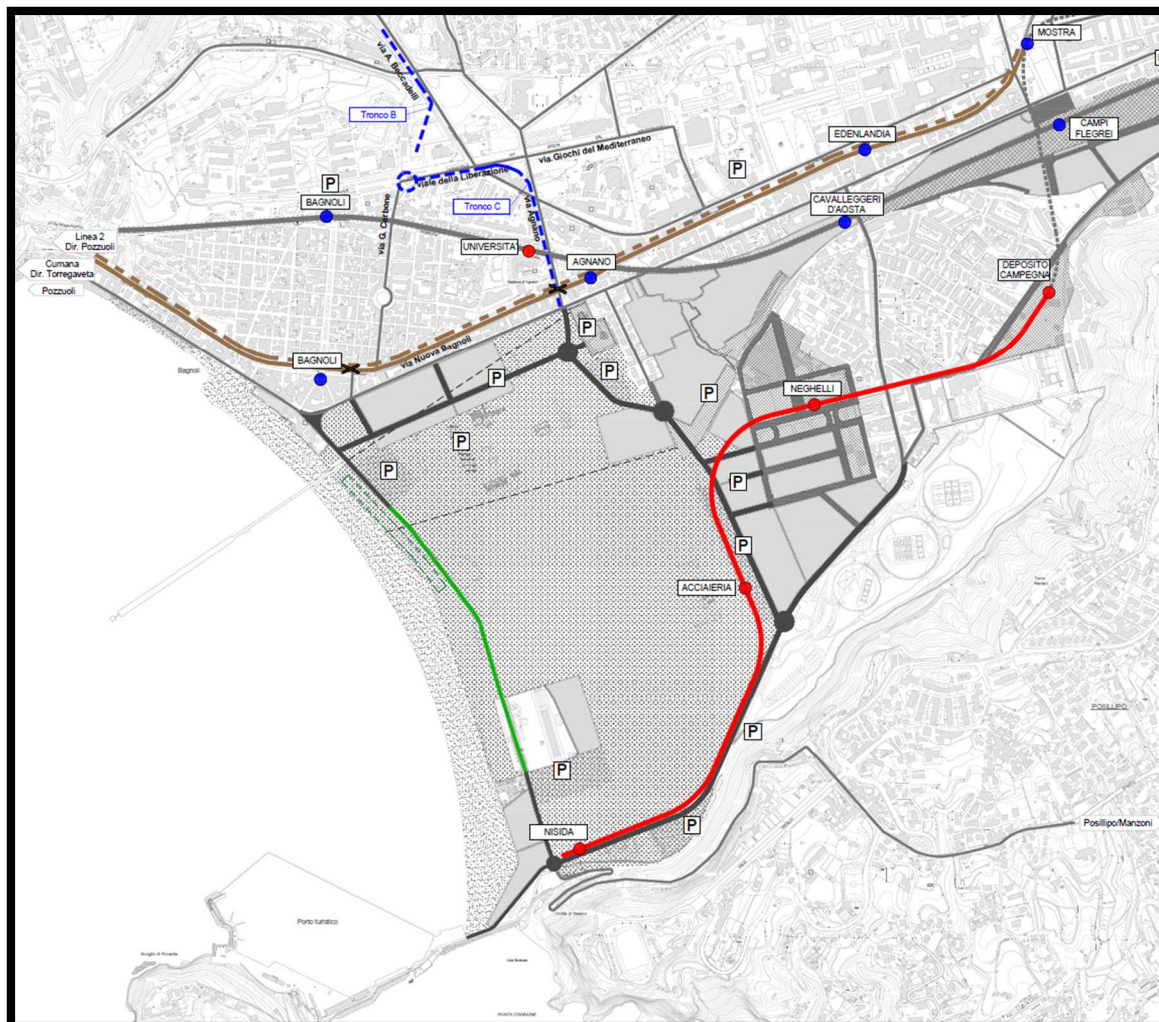 MOSTRA
via A. Boccadelli
Tronco B
CAMPI
FLEGREI
EDENLANDIA
via Giochi del Mediterraneo
P
viale della Liberazione
P
BAGNOLI
CAVALLEGGERI
D'AOSTA
Tronco C
via Agnano
via G. Cerbone
Linea 2
Dir. Pozzuoli
UNIVERSITA'
Cumana
Dir. Torregaveta
AGNANO
DEPOSITO
CAMPEGNA
Pozzuoli
P
via Nuova Bagnoli
BAGNOLI
Bagnoli
P
P
P
NEGHELLI
P
P
P
P
ACCIAIERIA
POSILLIPO
P
P
Posillipo/Manzoni
P
NISIDA
Porto turistico